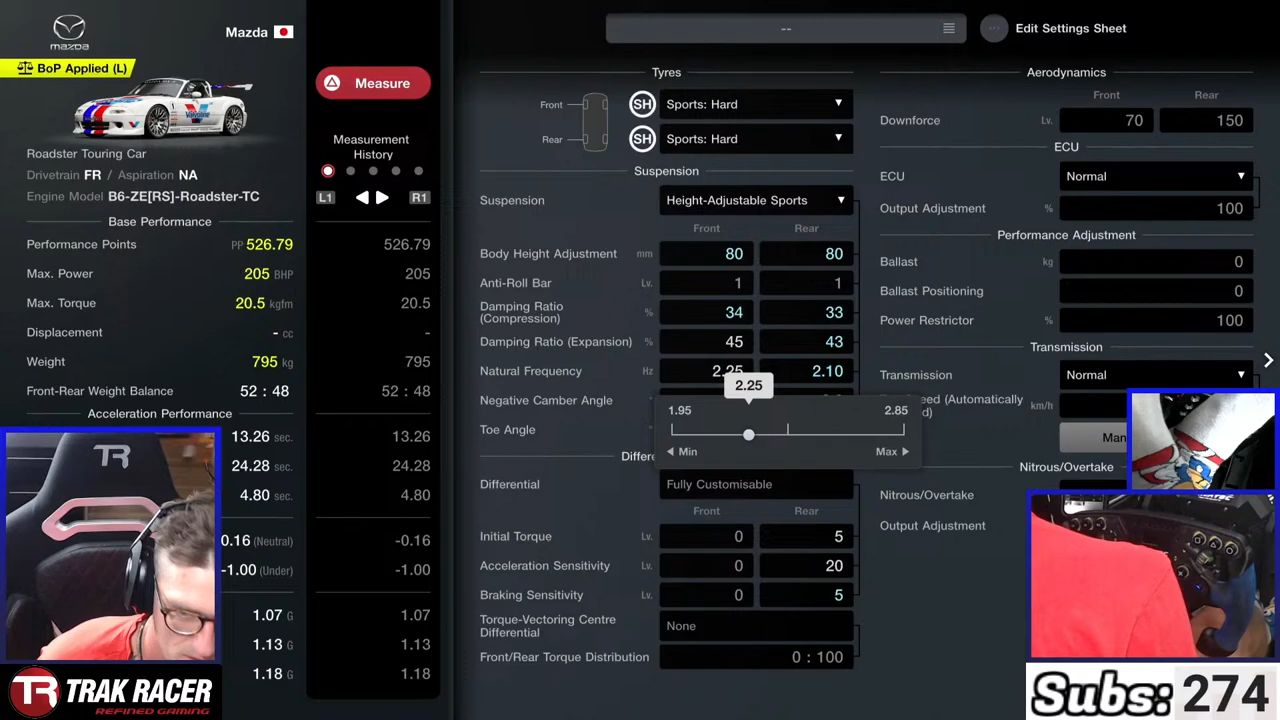 mazda
Mazda
BoP Applied (L)
Valvoline
Roadster Touring Car
Drivetrain FR / Aspiration NA
Engine Model B6-ZE[RS]-Roadster-TC
Base Performance
Performance Points PP 526.79
Max. Power 205 BHP
Max. Torque 20.5 kgfm
Displacement - cc
Weight 795 kg
Front-Rear Weight Balance 52 : 48
Acceleration Performance
13.26 sec.
24.28 sec.
4.80 sec.
0.16 (Neutral)
-1.00 (Under)
1.07 G
1.13 G
1.18 G
TR
TR TRAK RACER
REFINED GAMING
Measure
Measurement
History
L1 R1
526.79
205
20.5
-
795
52 : 48
13.26
24.28
4.80
-0.16
-1.00
1.07
1.13
1.18
--
Edit Settings Sheet
Tyres
Front SH Sports: Hard
Rear SH Sports: Hard
Suspension
Suspension Height-Adjustable Sports
Front Rear
Body Height Adjustment mm 80 80
Anti-Roll Bar Lv. 1 1
Damping Ratio
(Compression) % 34 33
Damping Ratio (Expansion) % 45 43
Natural Frequency Hz 2.25 2.10
2.25
Negative Camber Angle °
1.95 2.85
Min Max
Toe Angle °
Differe
Differential Fully Customisable
Front Rear
Initial Torque Lv. 0 5
Acceleration Sensitivity Lv. 0 20
Braking Sensitivity Lv. 0 5
Torque-Vectoring Centre
Differential None
Front/Rear Torque Distribution 0 : 100
Aerodynamics
Front Rear
Downforce Lv. 70 150
ECU
ECU Normal
Output Adjustment % 100
Performance Adjustment
Ballast kg 0
Ballast Positioning 0
Power Restrictor % 100
Transmission
Transmission Normal
eed (Automatically
d) km/h
Man
Nitrous/Overtake
Nitrous/Overtake
Output Adjustment
Subs: 274